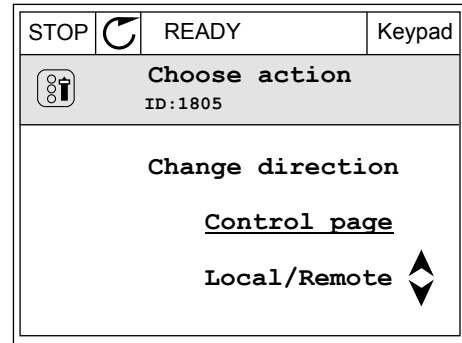 STOP READY Keypad
Choose action
ID:1805
Change direction
Control page
Local/Remote